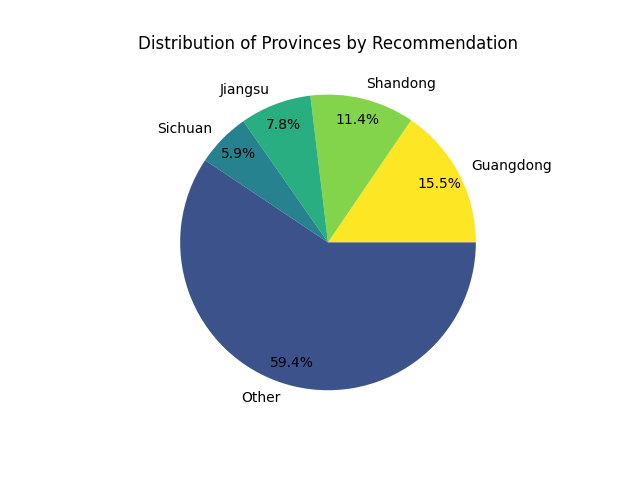 Distribution of Provinces by Recommendation
Shandong
Jiangsu
11.4%
7.8%
Sichuan
5.9%
Guangdong
15.5%
59.4%
Other